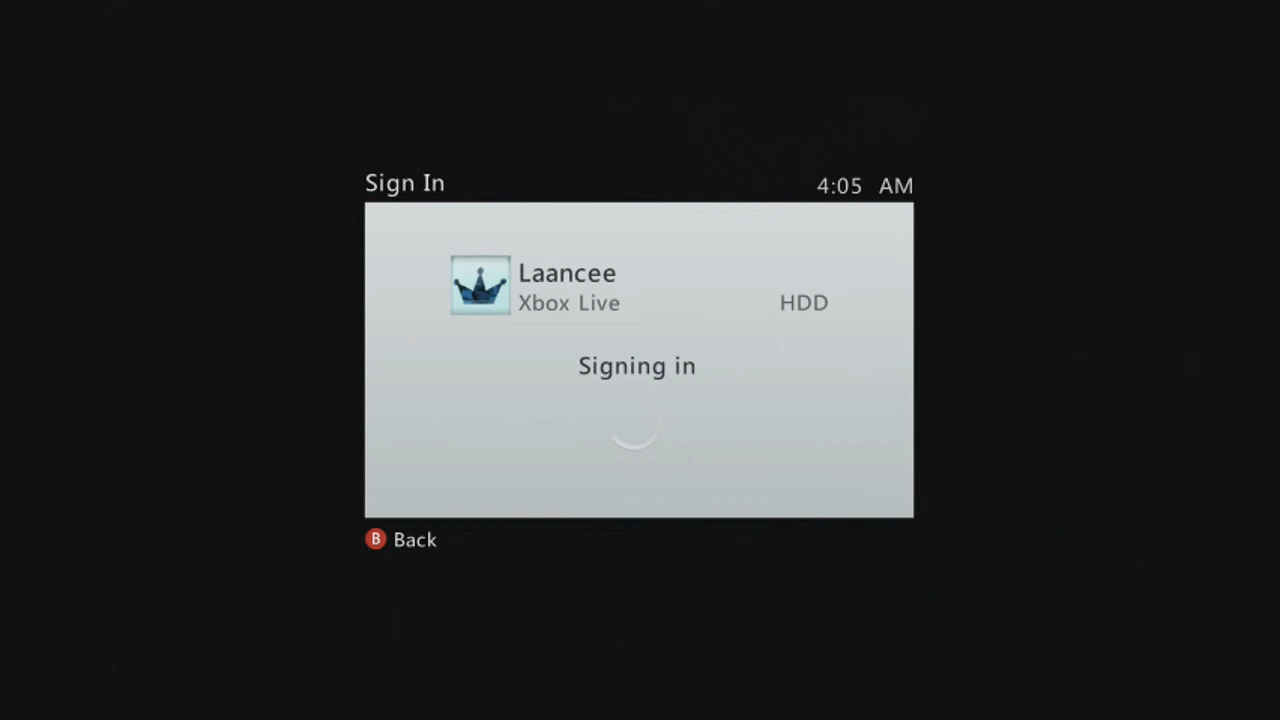 Sign In
4:05 AM
Laancee
Xbox Live
HDD
Signing in
B Back